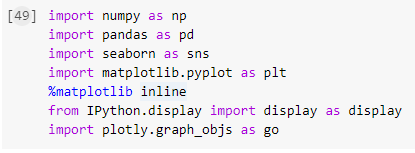 [49] import numpy as np
import pandas as pd
import seaborn as sns
import matplotlib.pyplot as plt
%matplotlib inline
from IPython.display import display as display
import plotly.graph_objs as go